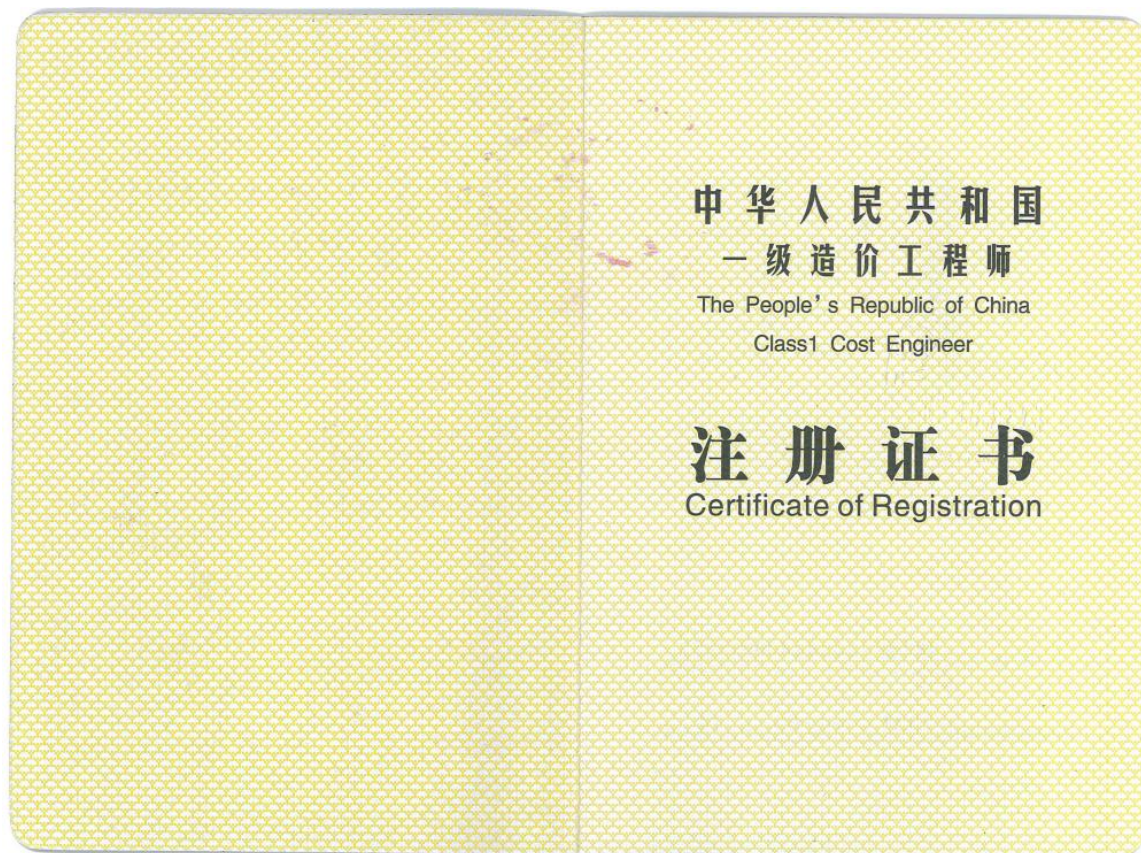 中华人民共和国
一级造价工程师
The People's Republic of China
Class1 Cost Engineer
注册证书
Certificate of Registration